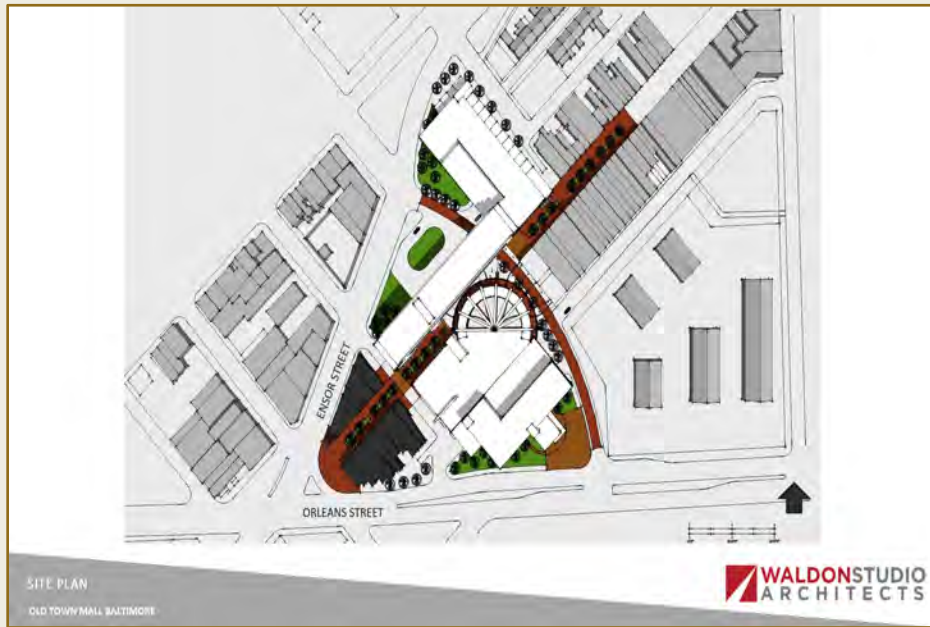 ENSOR STREET
ORLEANS STREET
SITE PLAN
OLD TOWN MALL BALTIMORE
WALDONSTUDIO
ARCHITECTS